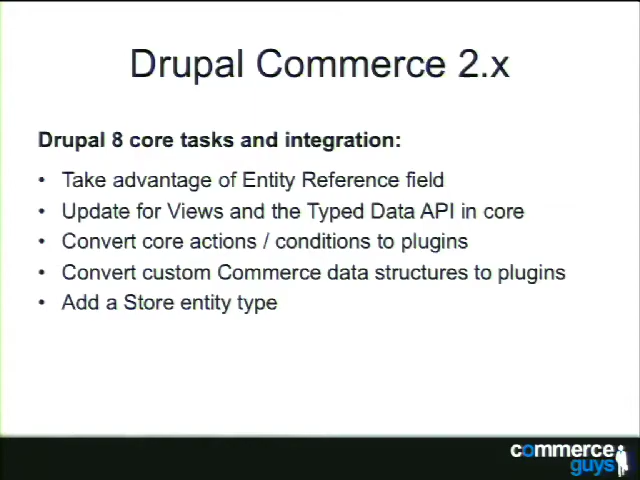 Drupal Commerce 2.x
Drupal 8 core tasks and integration:
• Take advantage of Entity Reference field
• Update for Views and the Typed Data API in core
• Convert core actions / conditions to plugins
• Convert custom Commerce data structures to plugins
• Add a Store entity type
commerce
guys